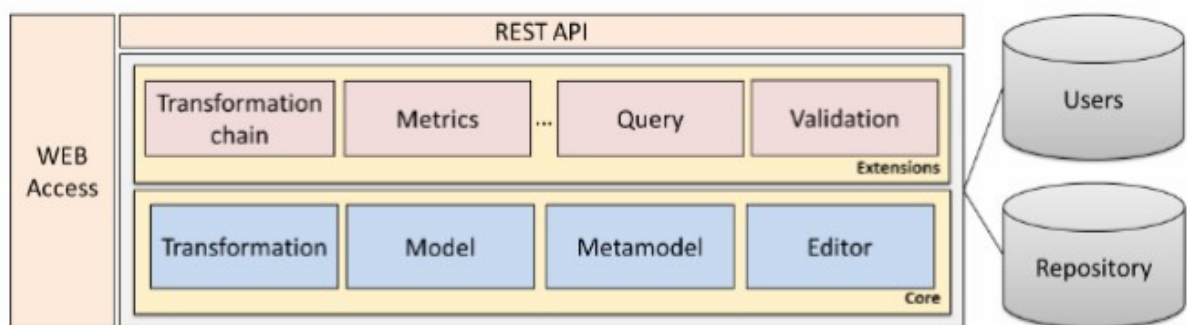 REST API
WEB
Access
Transformation
chain
Metrics
...
Query
Validation
Extensions
Transformation
Model
Metamodel
Editor
Core
Users
Repository